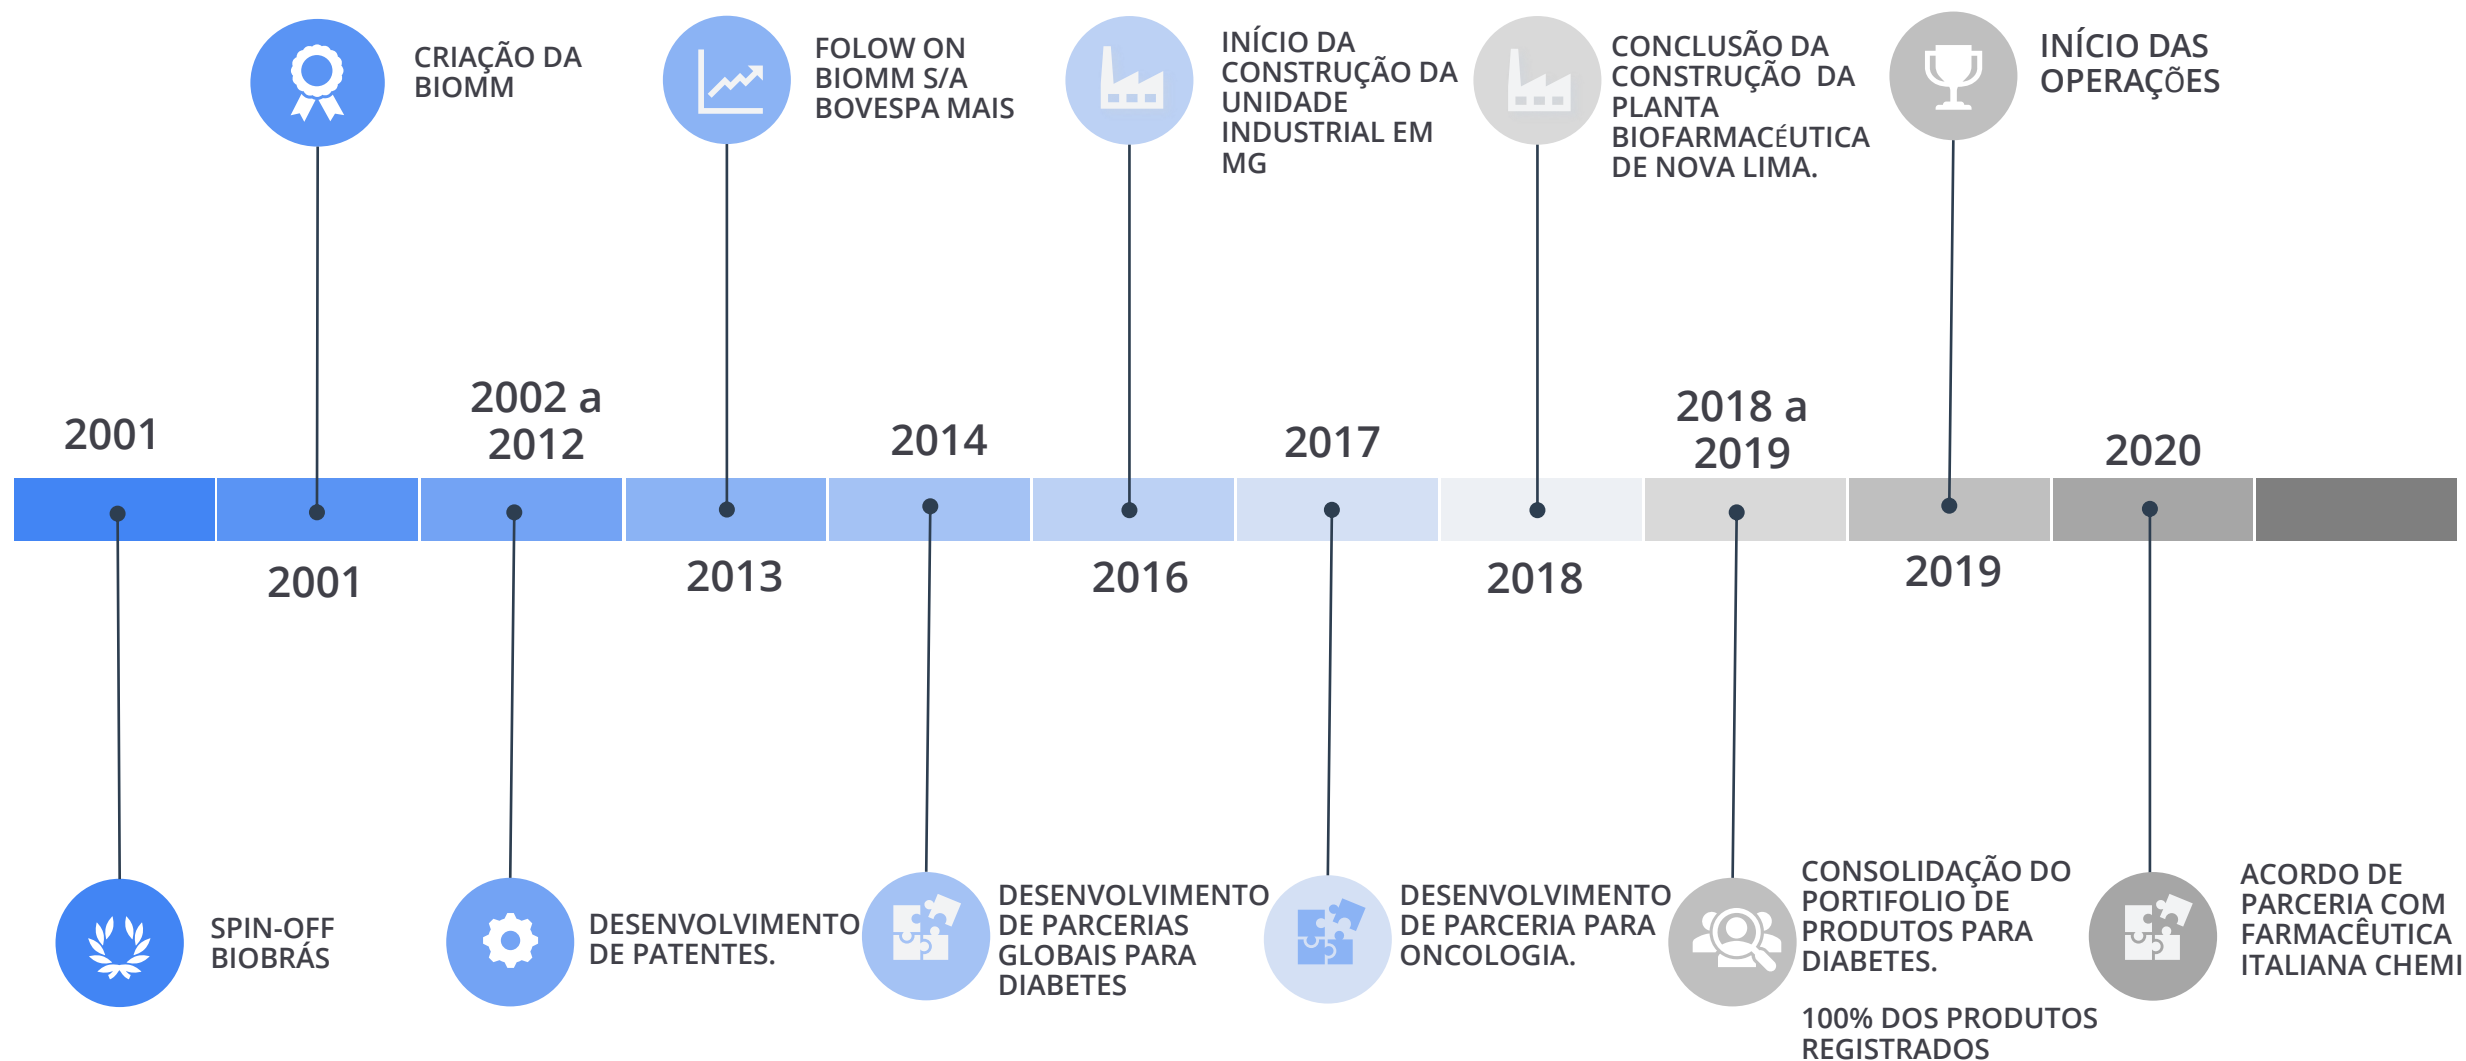 CRIAÇÃO DA
BIOMM
FOLOW ON
BIOMM S/A
BOVESPA MAIS
INÍCIO DA
CONSTRUÇÃO DA
UNIDADE
INDUSTRIAL EM
MG
CONCLUSÃO DA
CONSTRUÇÃO  DA
PLANTA
BIOFARMACÉUTICA
DE NOVA LIMA.
INÍCIO DAS
OPERAÇÕES
2001
2002 a
2012
2014
2017
2018 a
2019
2020
2001
2013
2016
2018
2019
SPIN-OFF
BIOBRÁS
DESENVOLVIMENTO
DE PATENTES.
DESENVOLVIMENTO
DE PARCERIAS
GLOBAIS PARA
DIABETES
DESENVOLVIMENTO
DE PARCERIA PARA
ONCOLOGIA.
CONSOLIDAÇÃO DO
PORTIFOLIO DE
PRODUTOS PARA
DIABETES.
100% DOS PRODUTOS
REGISTRADOS
ACORDO DE
PARCERIA COM
FARMACÊUTICA
ITALIANA CHEMI